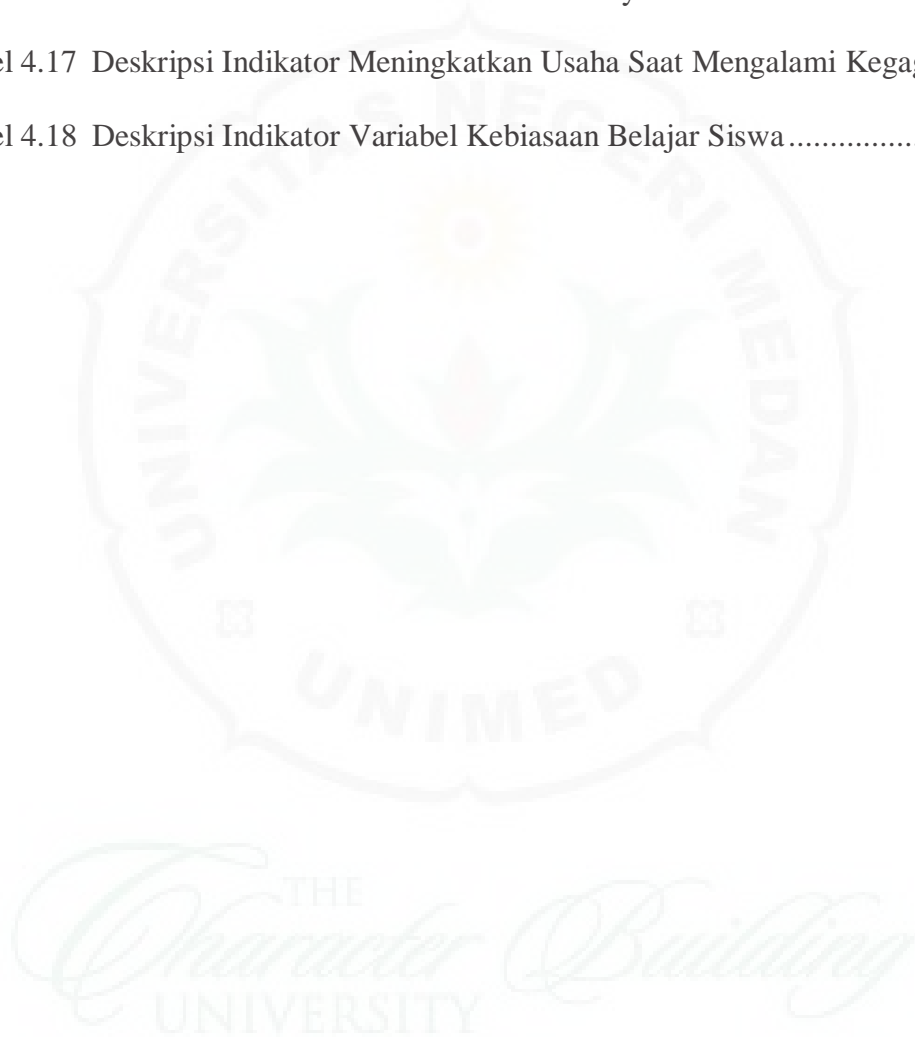 el 4.17 Deskripsi Indikator Meningkatkan Usaha Saat Mengalami Kegag
el 4.18 Deskripsi Indikator Variabel Kebiasaan Belajar Siswa................
UNIVERSITAS NEGERI MEDAN
UNIMED
THE
Character Building
UNIVERSITY